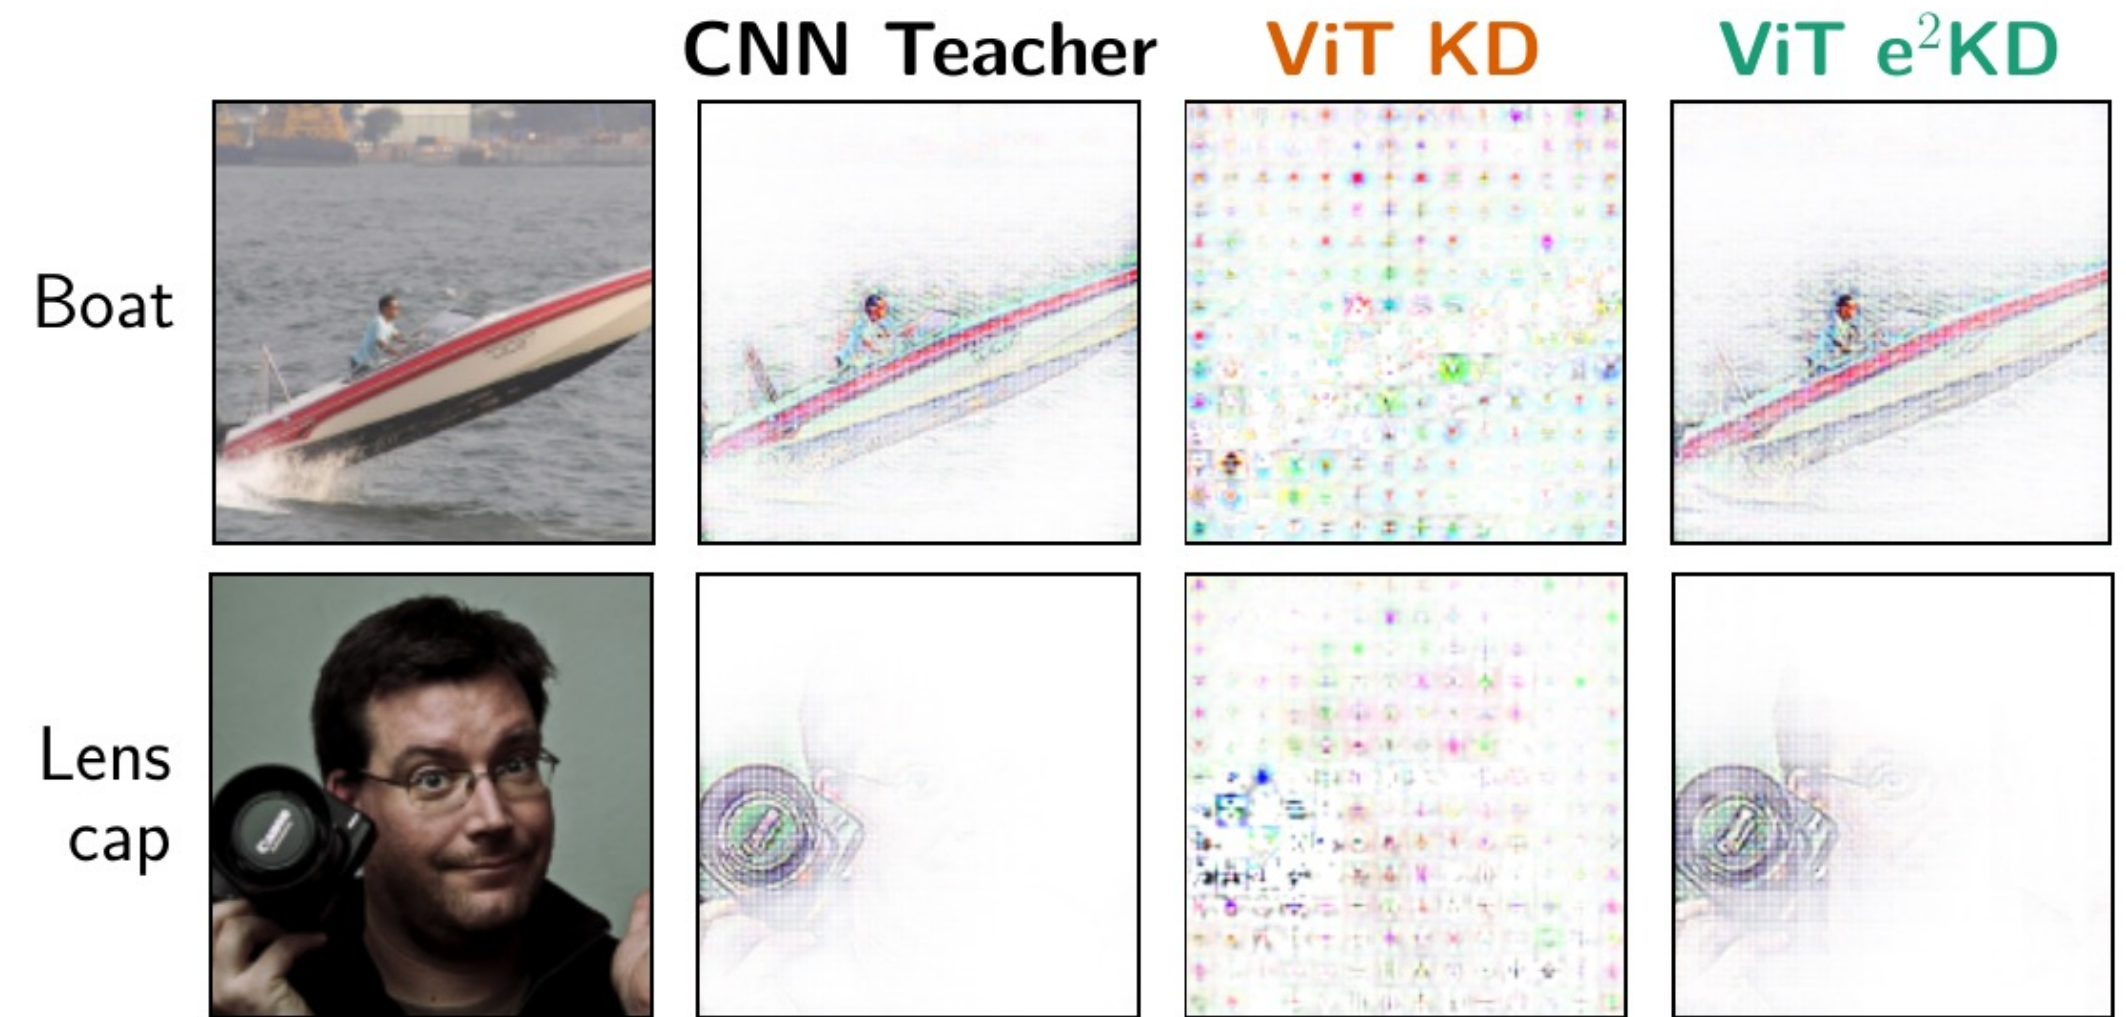 CNN Teacher ViT KD ViT e²KD
Boat
Lens
cap